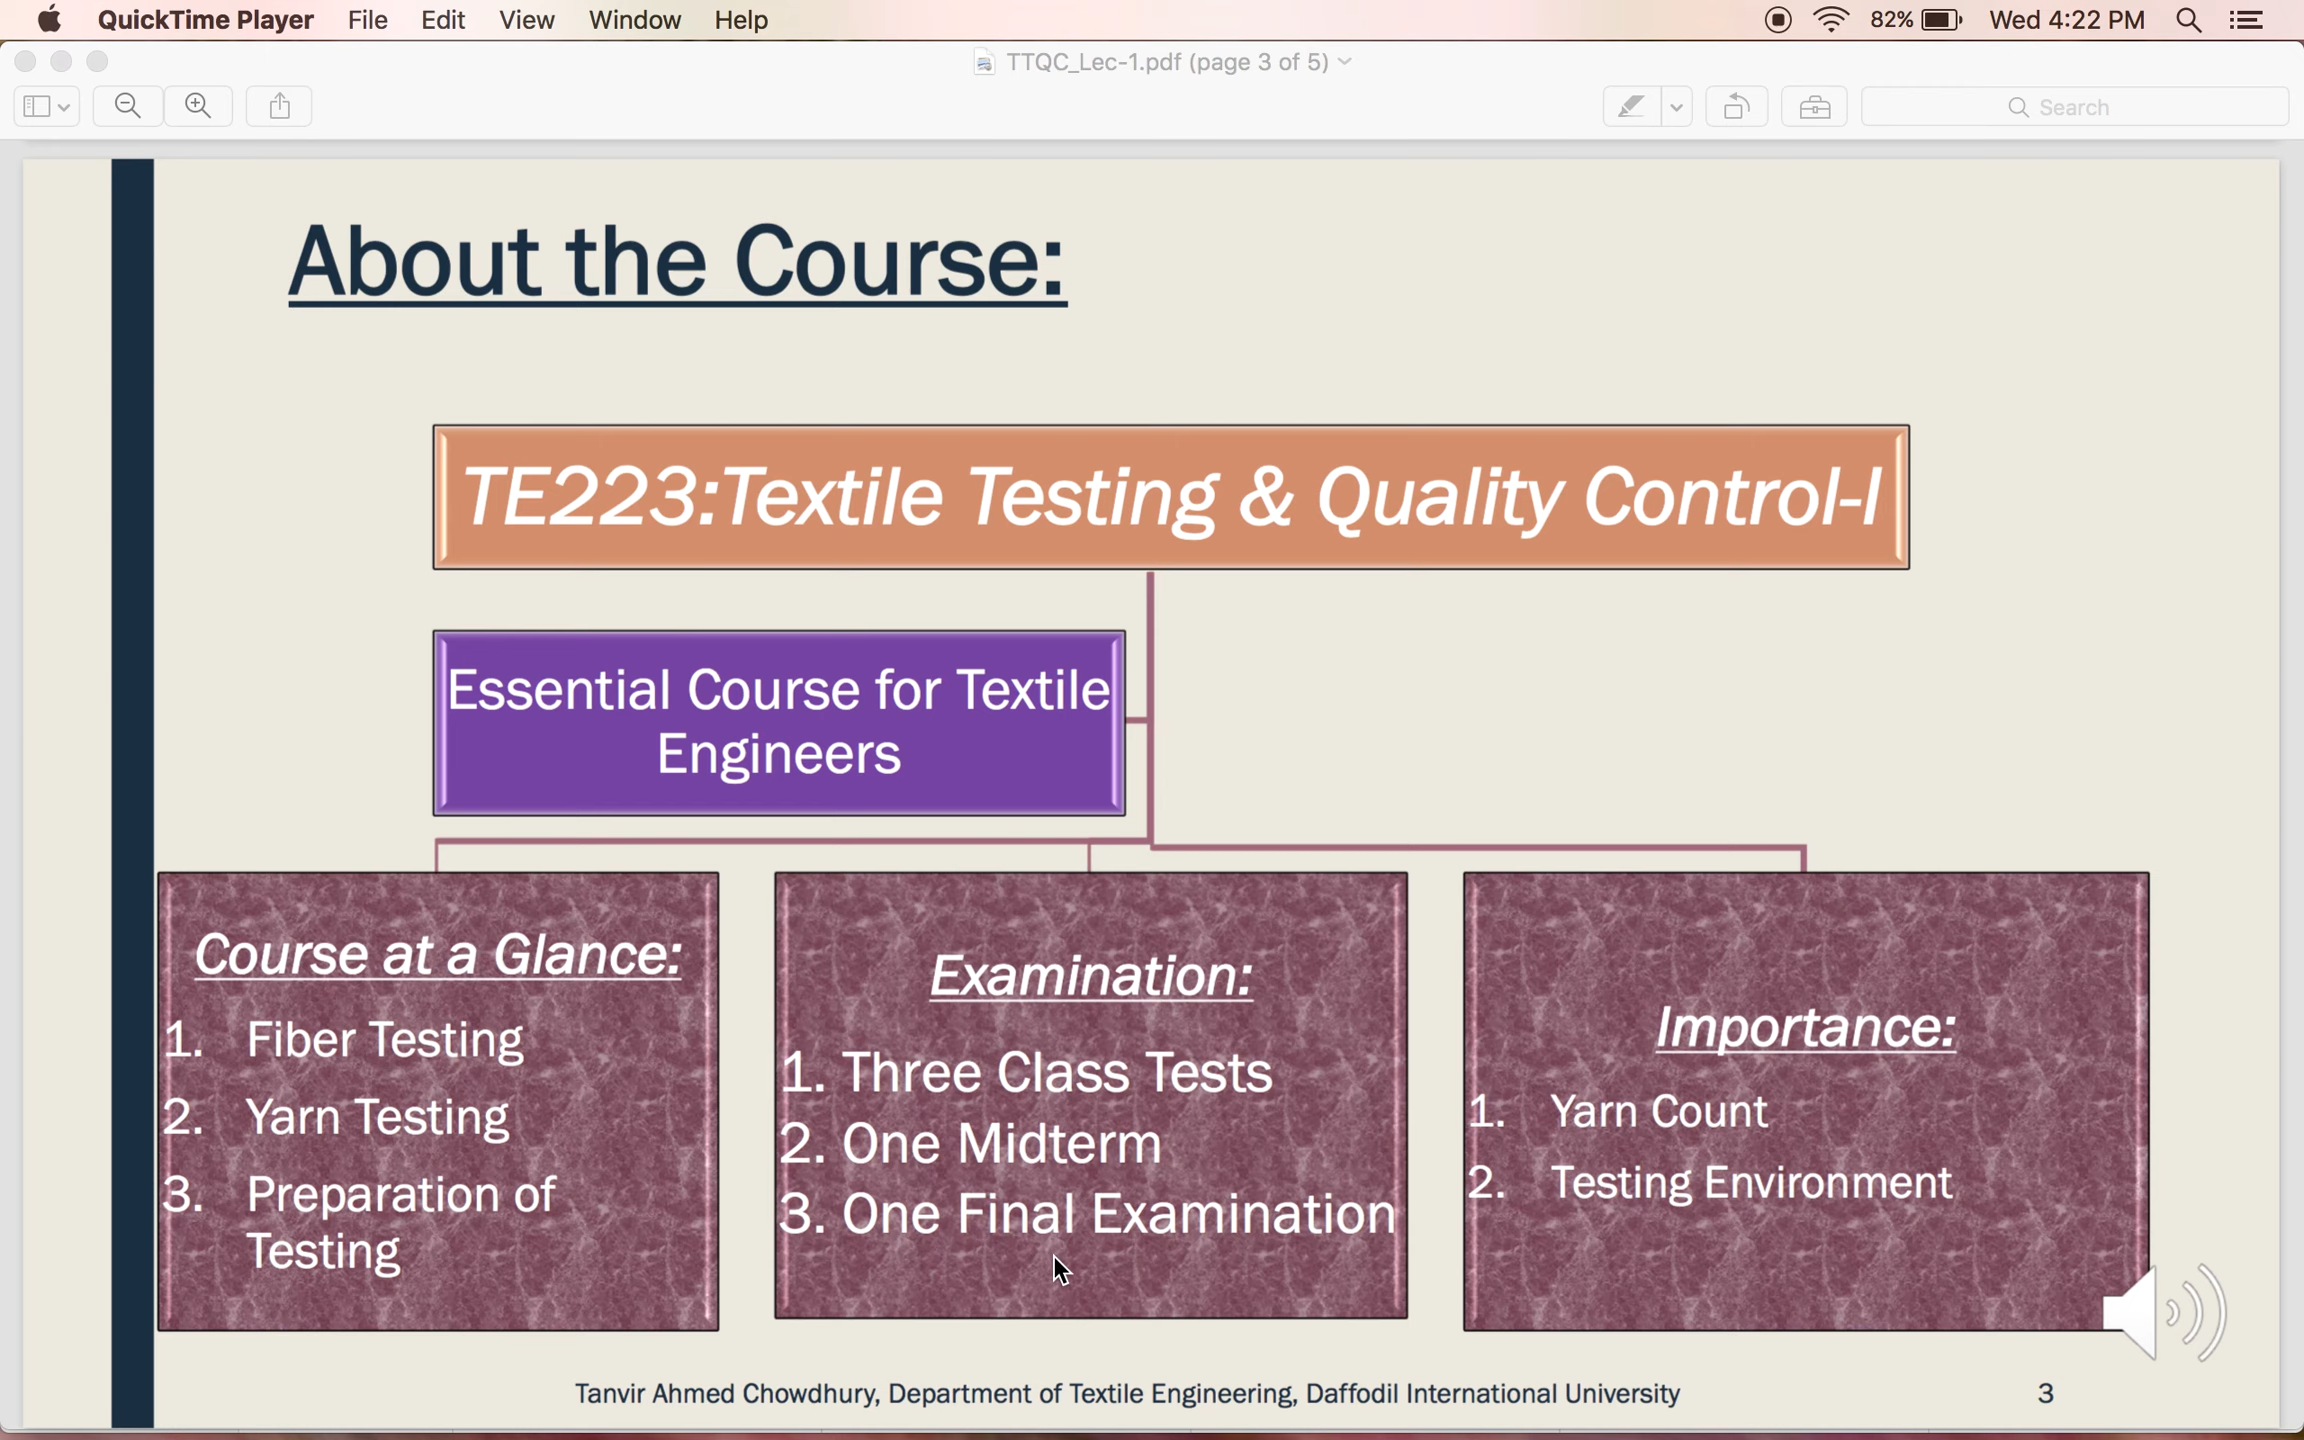 QuickTime Player File Edit View Window Help 82% Wed 4:22 PM
TTQC_Lec-1.pdf (page 3 of 5)
Search
About the Course:
TE223:Textile Testing & Quality Control-I
Essential Course for Textile
Engineers
Course at a Glance:
1. Fiber Testing
2. Yarn Testing
3. Preparation of
Testing
Examination:
1. Three Class Tests
2. One Midterm
3. One Final Examination
Importance:
1. Yarn Count
2. Testing Environment
Tanvir Ahmed Chowdhury, Department of Textile Engineering, Daffodil International University 3